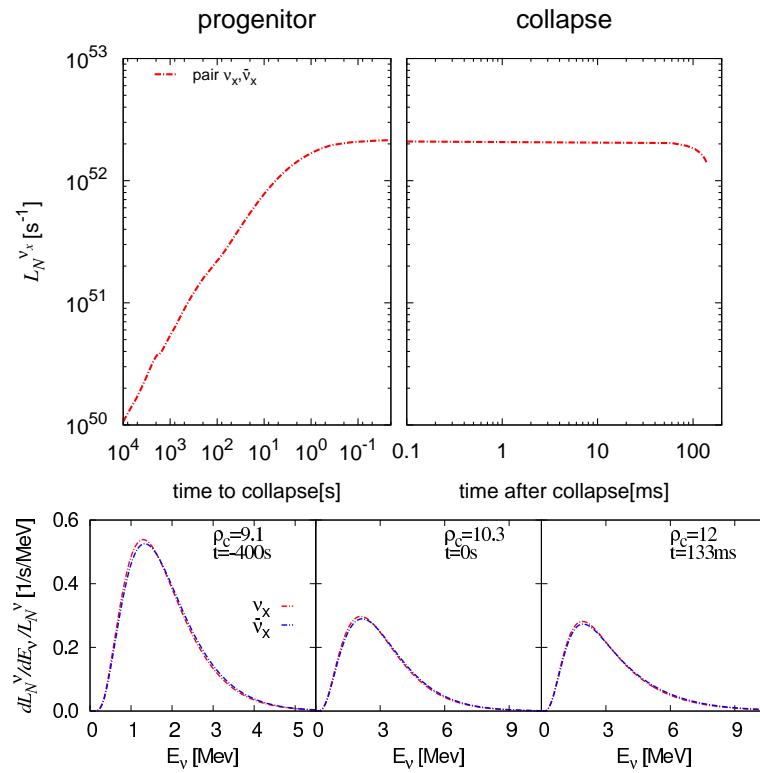 progenitor collapse
10^53
pair ν_x,ν̄_x
10^52
L_N^ν_x [s^-1]
10^51
10^50
10^4 10^3 10^2 10^1 10^0 10^-1 0.1 1 10 100
time to collapse[s] time after collapse[ms]
0.6
ρ_c=9.1 ρ_c=10.3 ρ_c=12
t=-400s t=0s t=133ms
dL_N^ν/dE_ν/L_N^ν [1/s/MeV]
0.4
ν_x
ν̄_x
0.2
0.0
0 1 2 3 4 5 0 3 6 9 0 3 6 9
E_ν [Mev] E_ν [MeV] E_ν [MeV]